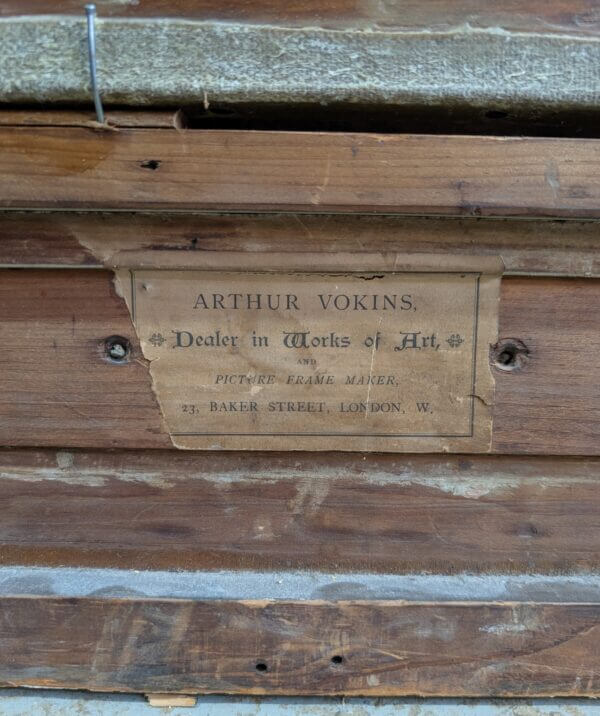 ARTHUR VOKINS,
Dealer in Works of Art,
AND
PICTURE FRAME MAKER,
23, BAKER STREET, LONDON, W.